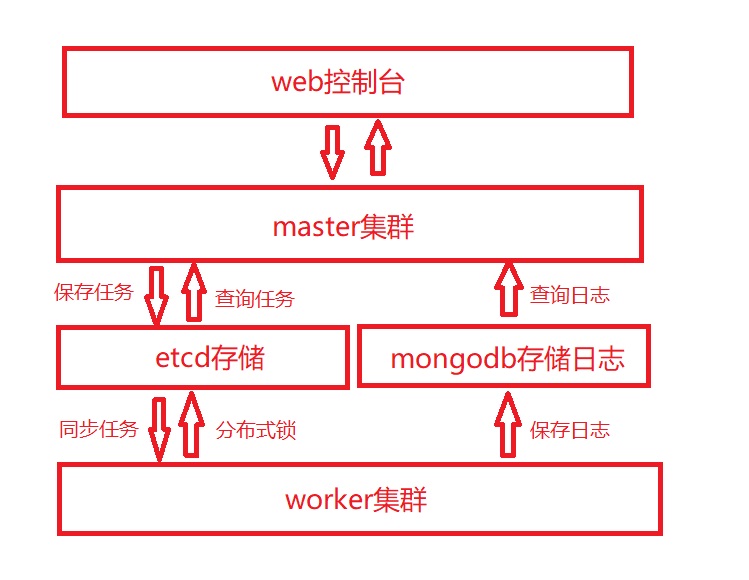 web控制台
master集群
保存任务
查询任务
查询日志
etcd存储
mongodb存储日志
同步任务
分布式锁
保存日志
worker集群